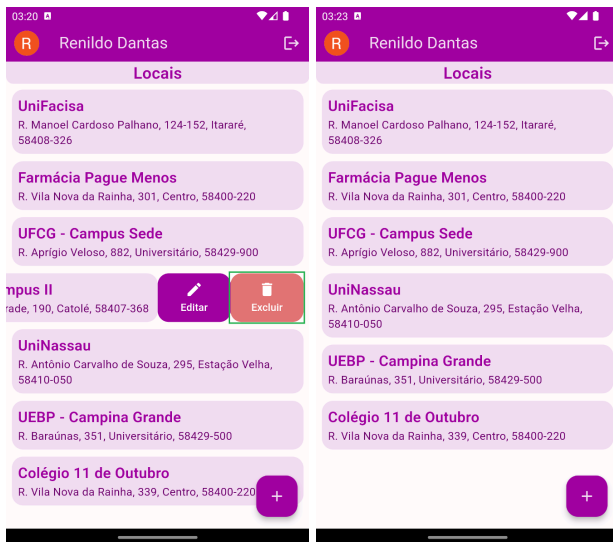 03:20
R
Renildo Dantas
Locais
UniFacisa
R. Manoel Cardoso Palhano, 124-152, Itararé,
58408-326
Farmácia Pague Menos
R. Vila Nova da Rainha, 301, Centro, 58400-220
UFCG - Campus Sede
R. Aprígio Veloso, 882, Universitário, 58429-900
mpus II
rade, 190, Catolé, 58407-368
Editar
Excluir
UniNassau
R. Antônio Carvalho de Souza, 295, Estação Velha,
58410-050
UEBP - Campina Grande
R. Baraúnas, 351, Universitário, 58429-500
Colégio 11 de Outubro
R. Vila Nova da Rainha, 339, Centro, 58400-220
+
03:23
R
Renildo Dantas
Locais
UniFacisa
R. Manoel Cardoso Palhano, 124-152, Itararé,
58408-326
Farmácia Pague Menos
R. Vila Nova da Rainha, 301, Centro, 58400-220
UFCG - Campus Sede
R. Aprígio Veloso, 882, Universitário, 58429-900
UniNassau
R. Antônio Carvalho de Souza, 295, Estação Velha,
58410-050
UEBP - Campina Grande
R. Baraúnas, 351, Universitário, 58429-500
Colégio 11 de Outubro
R. Vila Nova da Rainha, 339, Centro, 58400-220
+